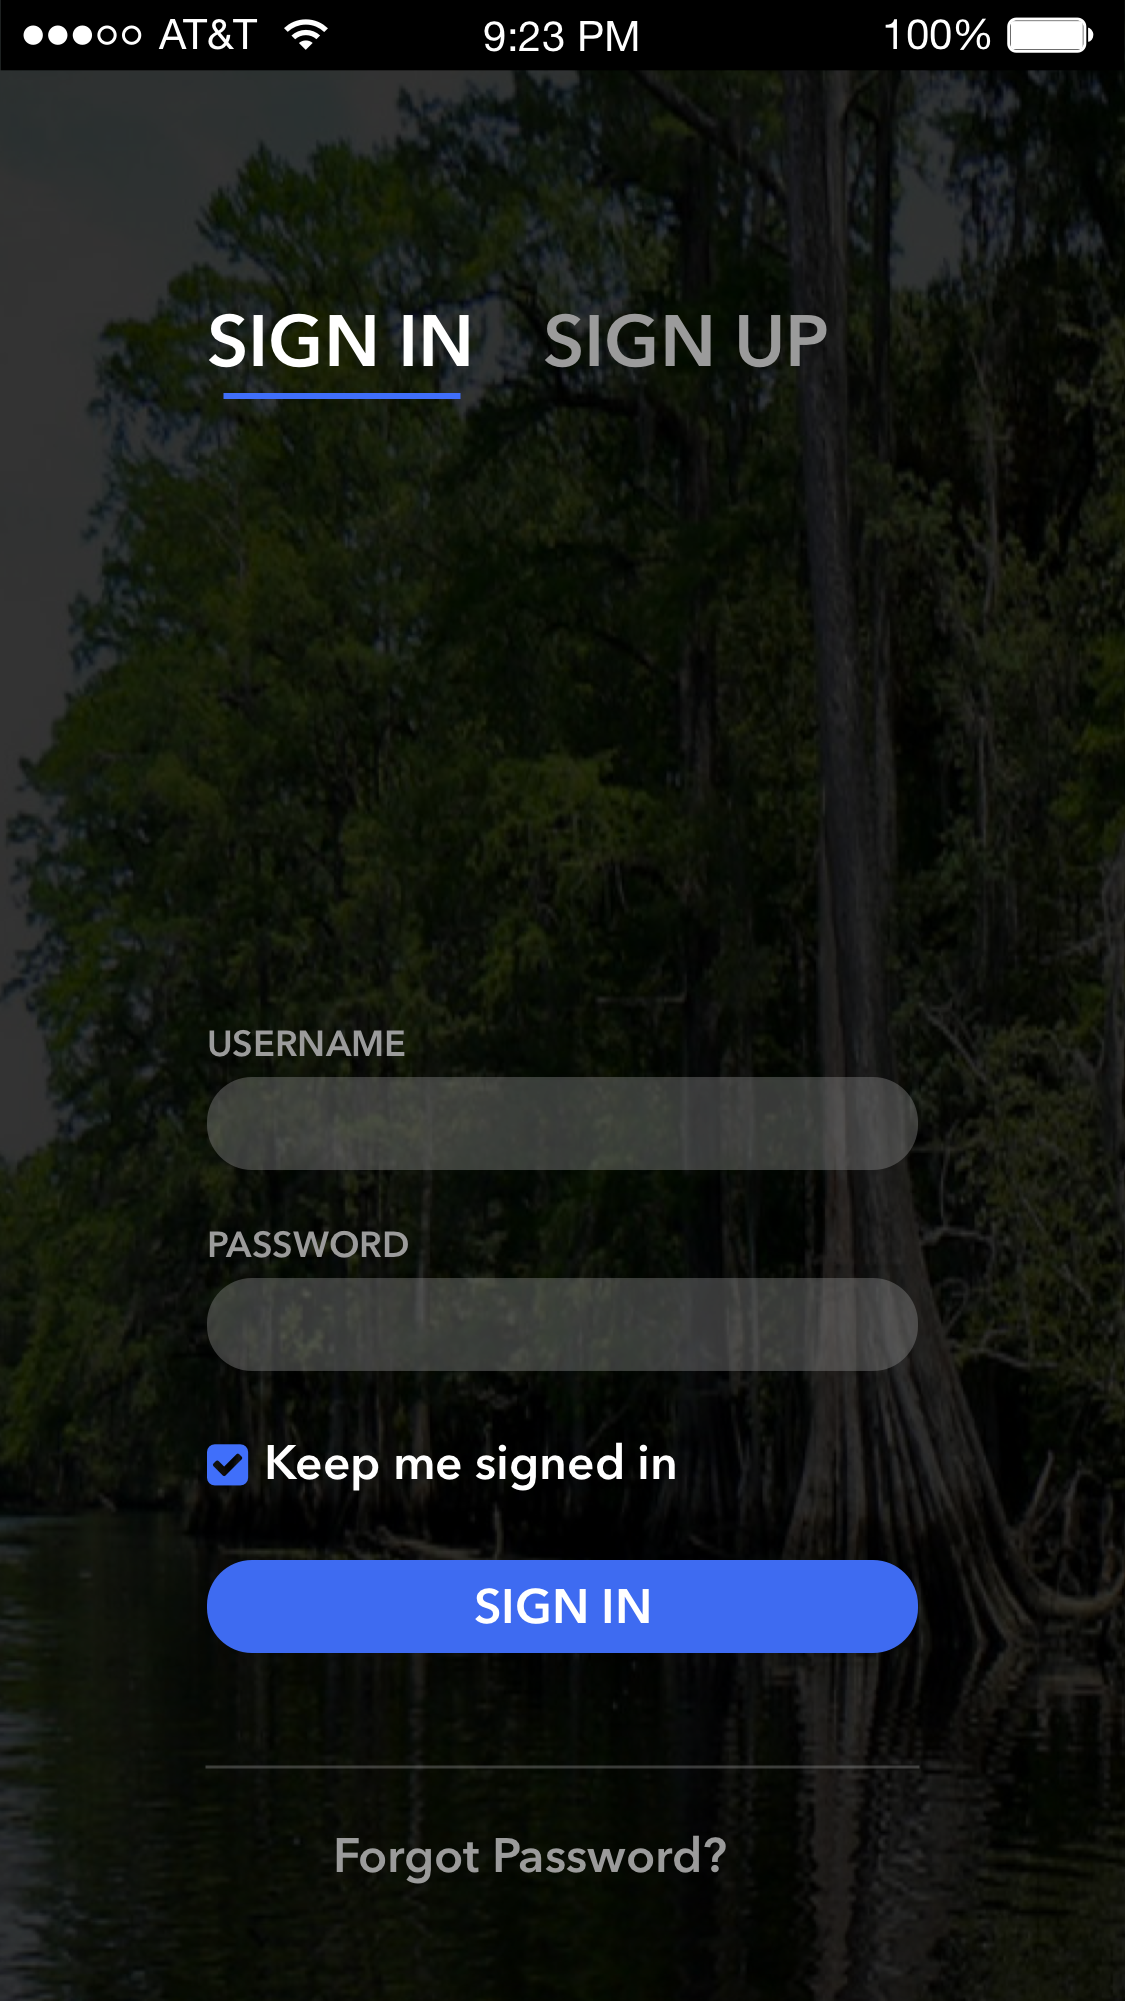 AT&T 9:23 PM 100%
SIGN IN SIGN UP
USERNAME
PASSWORD
Keep me signed in
SIGN IN
Forgot Password?